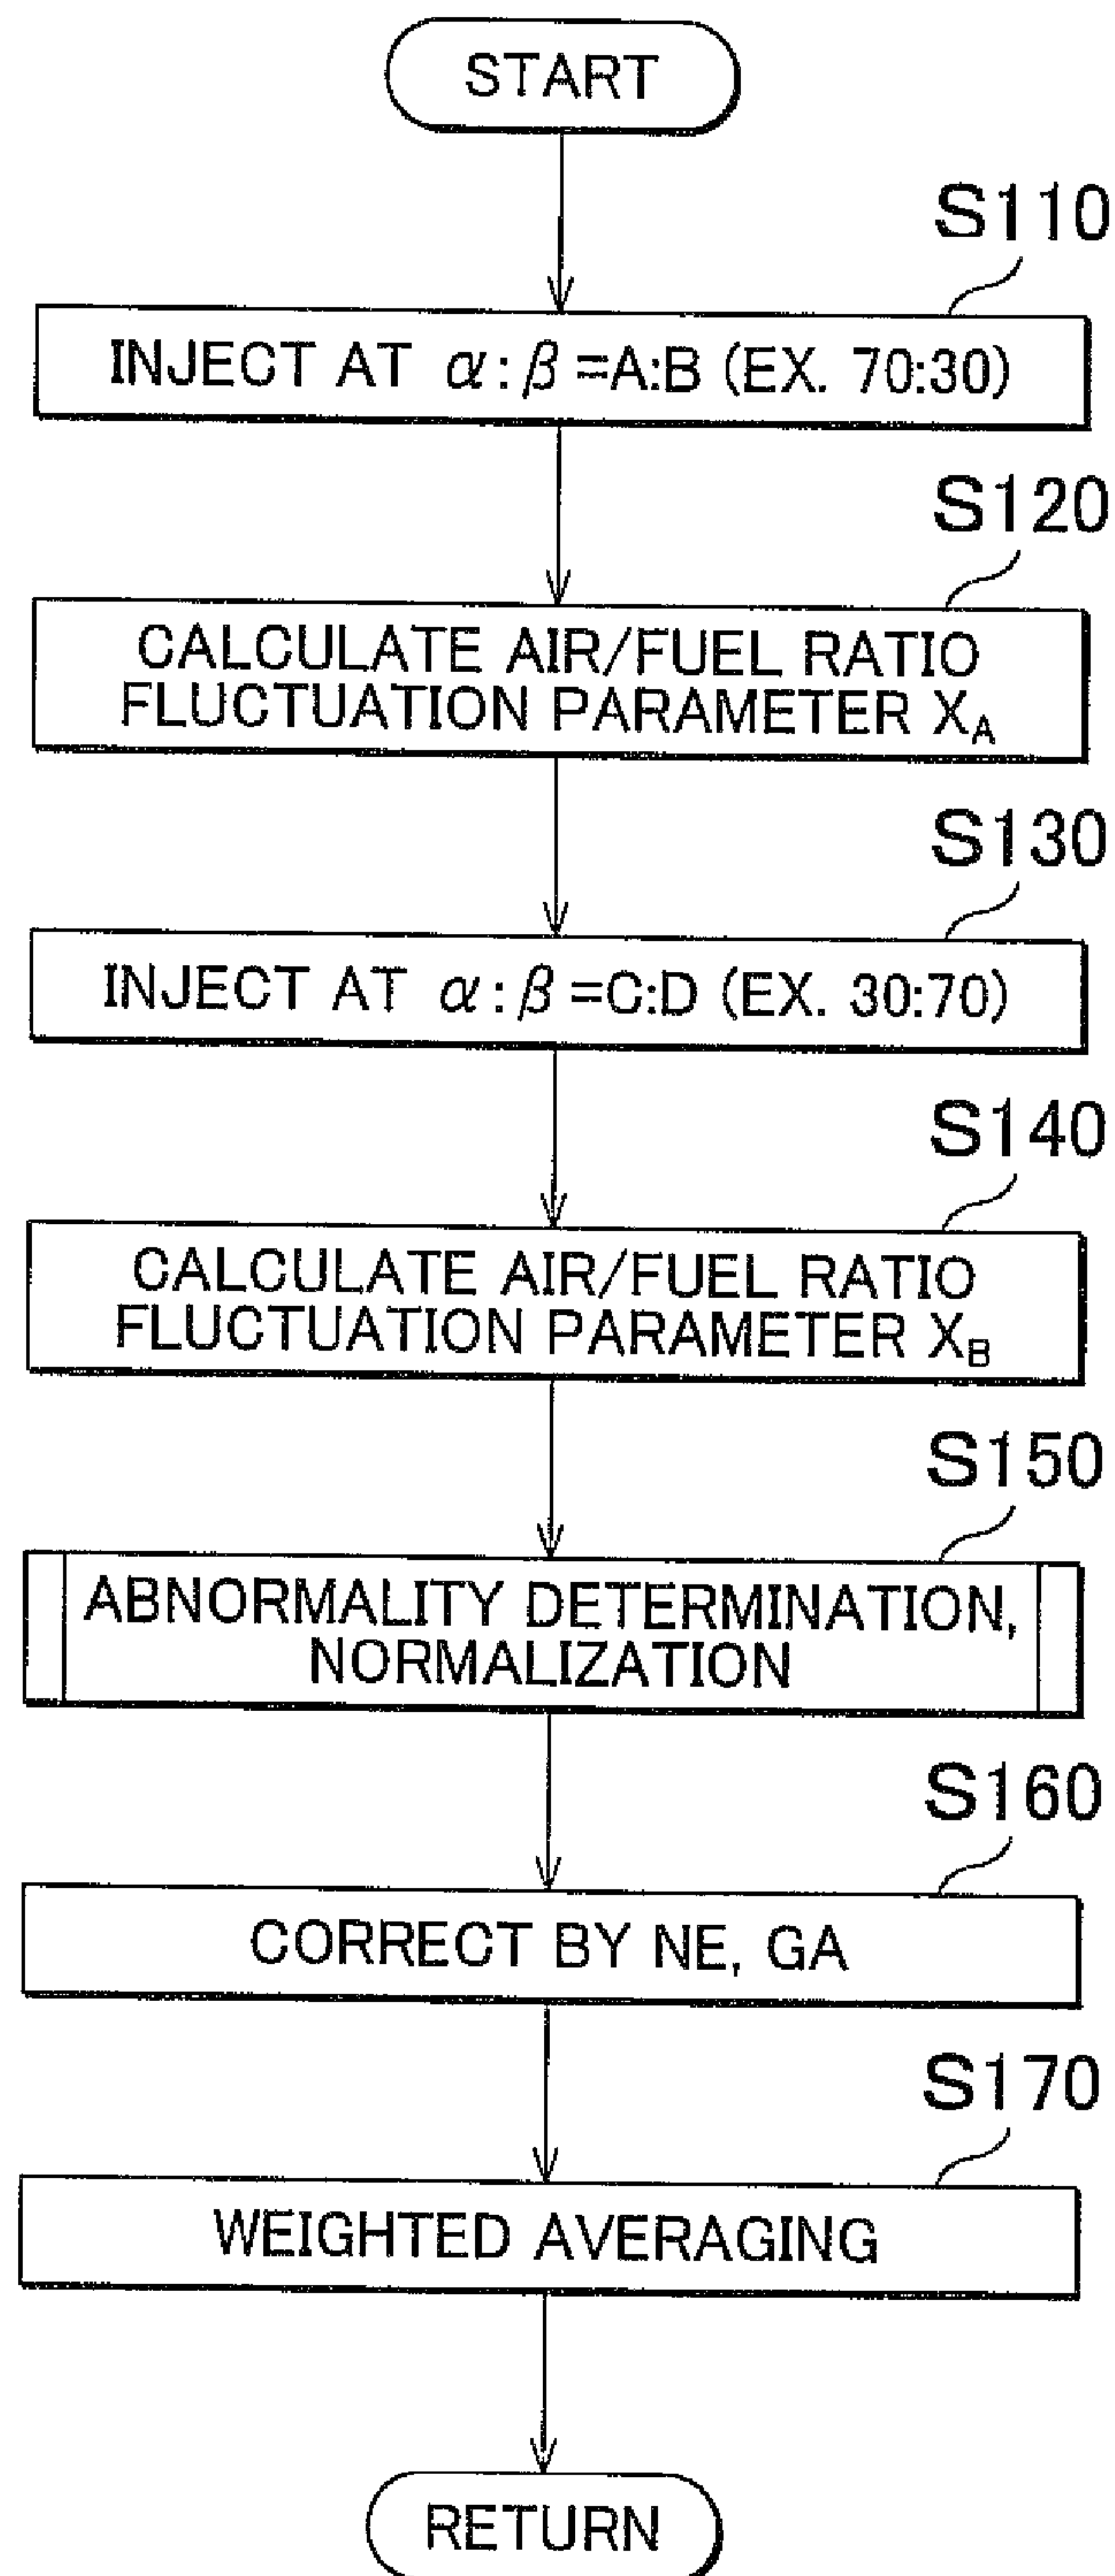 START
S110
INJECT AT α:β=A:B (EX. 70:30)
S120
CALCULATE AIR/FUEL RATIO
FLUCTUATION PARAMETER XA
S130
INJECT AT α:β=C:D (EX. 30:70)
S140
CALCULATE AIR/FUEL RATIO
FLUCTUATION PARAMETER XB
S150
ABNORMALITY DETERMINATION,
NORMALIZATION
S160
CORRECT BY NE, GA
S170
WEIGHTED AVERAGING
RETURN